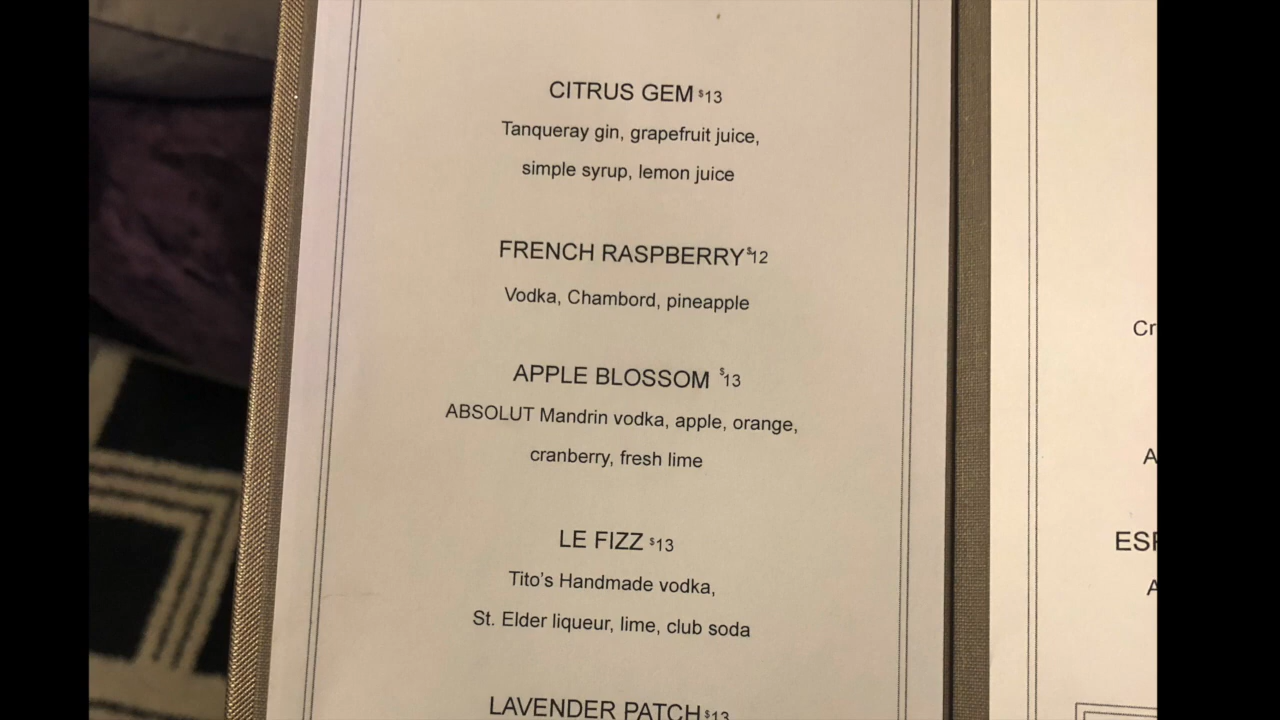 CITRUS GEM $13
Tanqueray gin, grapefruit juice,
simple syrup, lemon juice
FRENCH RASPBERRY $12
Vodka, Chambord, pineapple
APPLE BLOSSOM $13
ABSOLUT Mandrin vodka, apple, orange,
cranberry, fresh lime
LE FIZZ $13
Tito's Handmade vodka,
St. Elder liqueur, lime, club soda
LAVENDER PATCH $13
Cr
A
ES
A